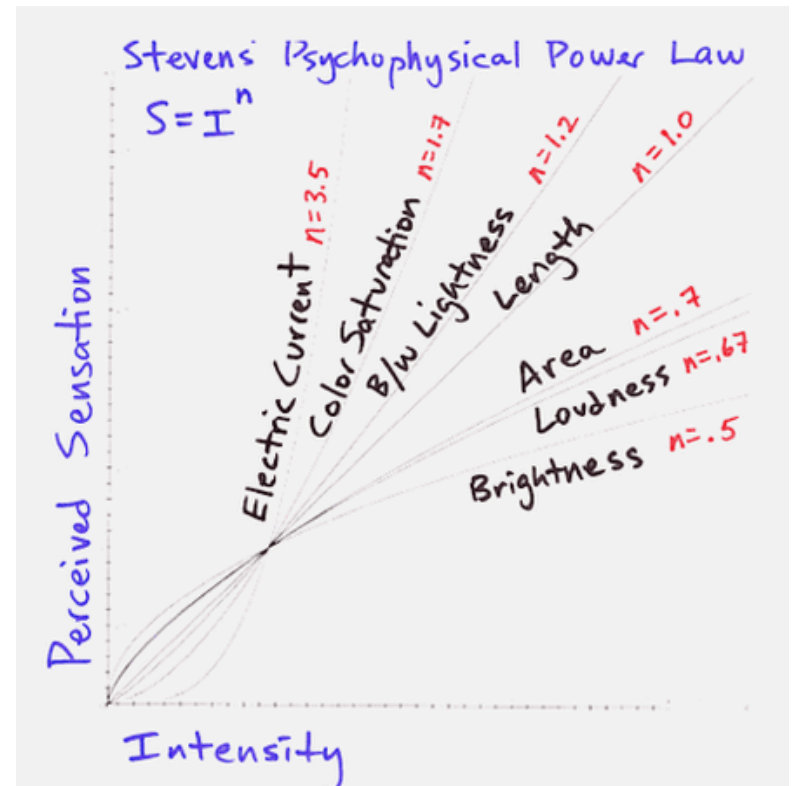 Stevens' Psychophysical Power Law
S = Iⁿ
Electric Current n=3.5
Color Saturation n=1.7
B/W Lightness n=1.2
Length n=1.0
Area n=.7
Loudness n=.67
Brightness n=.5
Perceived Sensation
Intensity